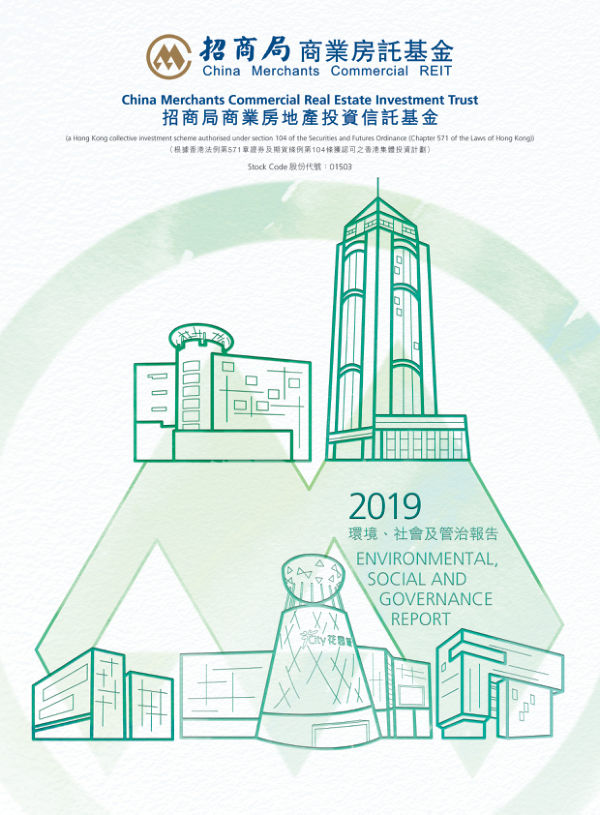 招商局 商業房託基金
China Merchants Commercial REIT
China Merchants Commercial Real Estate Investment Trust
招商局商業房地產投資信託基金
(a Hong Kong collective investment scheme authorised under section 104 of the Securities and Futures Ordinance (Chapter 571 of the Laws of Hong Kong))
（根據香港法例第571章證券及期貨條例第104條獲認可之香港集體投資計劃）
Stock Code 股份代號：01503
2019
環境、社會及管治報告
ENVIRONMENTAL,
SOCIAL AND
GOVERNANCE
REPORT
City 花園城